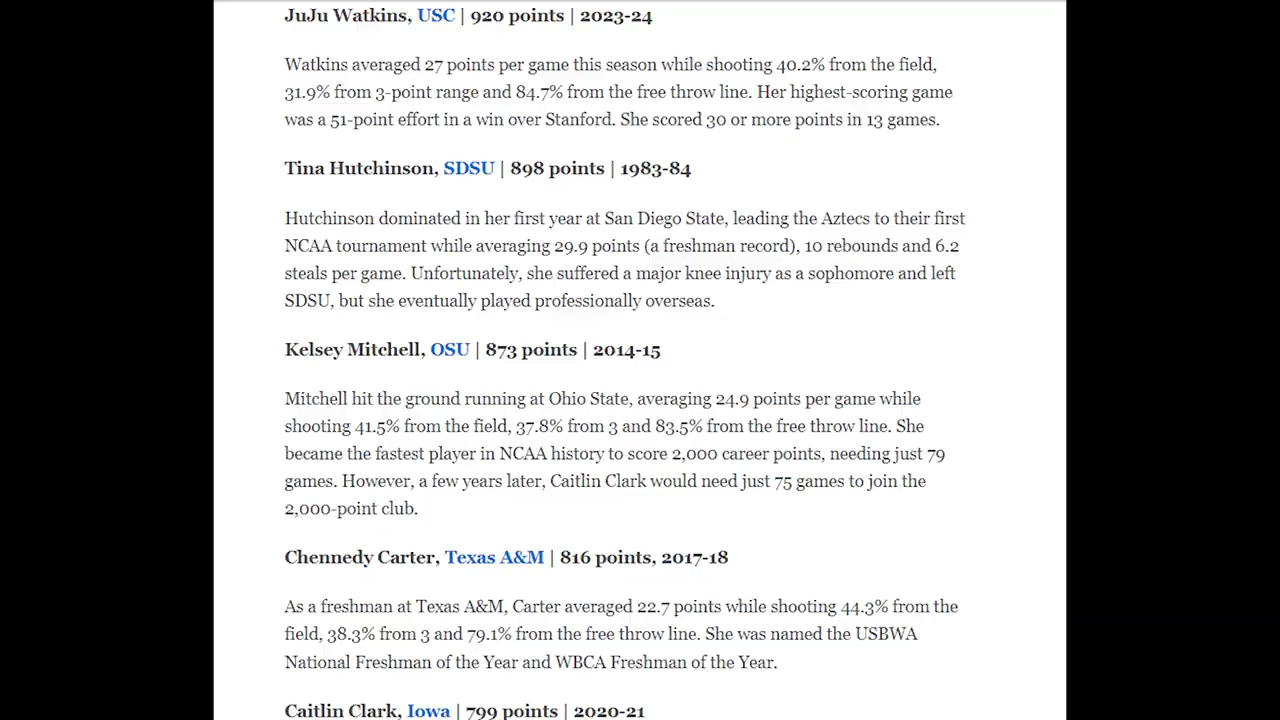 JuJu Watkins, USC | 920 points | 2023-24
Watkins averaged 27 points per game this season while shooting 40.2% from the field,
31.9% from 3-point range and 84.7% from the free throw line. Her highest-scoring game
was a 51-point effort in a win over Stanford. She scored 30 or more points in 13 games.
Tina Hutchinson, SDSU | 898 points | 1983-84
Hutchinson dominated in her first year at San Diego State, leading the Aztecs to their first
NCAA tournament while averaging 29.9 points (a freshman record), 10 rebounds and 6.2
steals per game. Unfortunately, she suffered a major knee injury as a sophomore and left
SDSU, but she eventually played professionally overseas.
Kelsey Mitchell, OSU | 873 points | 2014-15
Mitchell hit the ground running at Ohio State, averaging 24.9 points per game while
shooting 41.5% from the field, 37.8% from 3 and 83.5% from the free throw line. She
became the fastest player in NCAA history to score 2,000 career points, needing just 79
games. However, a few years later, Caitlin Clark would need just 75 games to join the
2,000-point club.
Chennedy Carter, Texas A&M | 816 points, 2017-18
As a freshman at Texas A&M, Carter averaged 22.7 points while shooting 44.3% from the
field, 38.3% from 3 and 79.1% from the free throw line. She was named the USBWA
National Freshman of the Year and WBCA Freshman of the Year.
Caitlin Clark, Iowa | 799 points | 2020-21